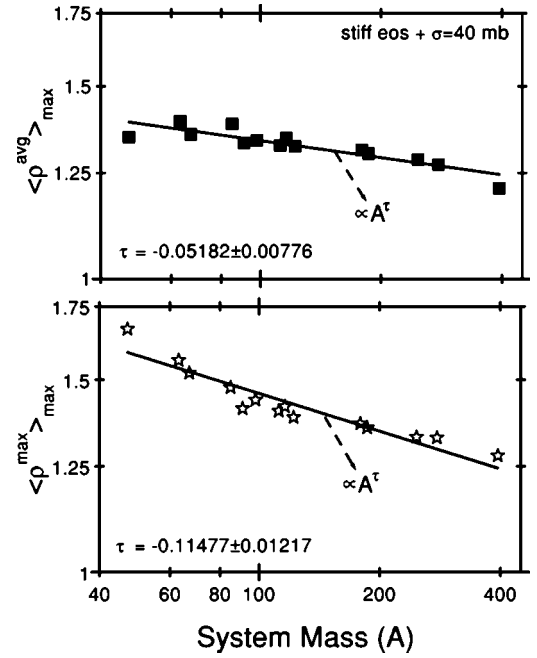 1.75
stiff eos + σ=40 mb
1.5
<ρ^avg>_max
1.25
∝A^τ
τ = -0.05182±0.00776
1
1.75
1.5
<ρ^max>_max
1.25
∝A^τ
τ = -0.11477±0.01217
1
40 60 80 100 200 400
System Mass (A)